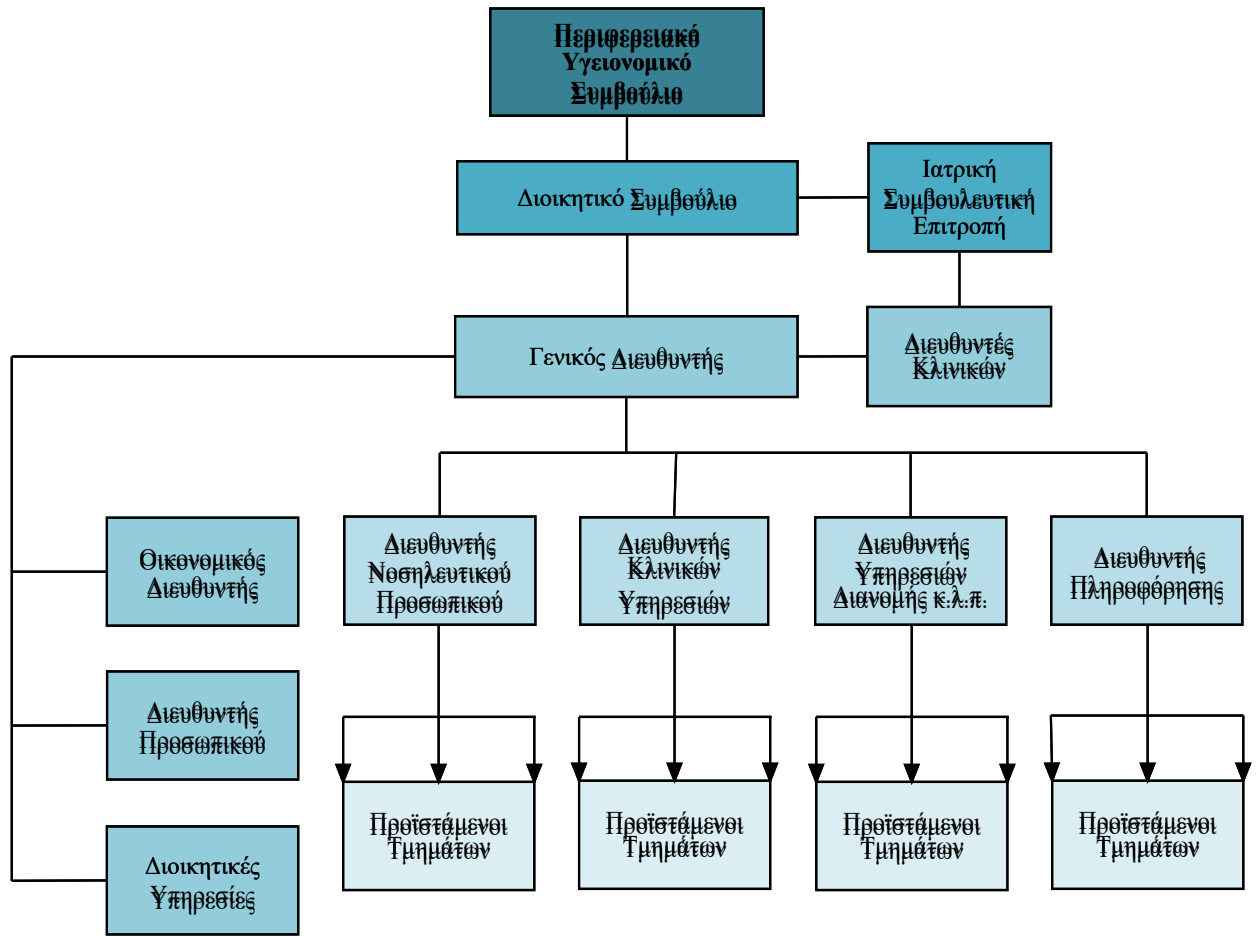 Περιφερειακό
Υγειονομικό
Συμβούλιο
Διοικητικό Συμβούλιο
Ιατρική
Συμβουλευτική
Επιτροπή
Γενικός Διευθυντής
Διευθυντές
Κλινικών
Οικονομικός
Διευθυντής
Διευθυντής
Νοσηλευτικού
Προσωπικού
Διευθυντής
Κλινικών
Υπηρεσιών
Διευθυντής
Υπηρεσιών
Διανομής κ.λ.π.
Διευθυντής
Πληροφόρησης
Διευθυντής
Προσωπικού
Προϊστάμενοι
Τμημάτων
Προϊστάμενοι
Τμημάτων
Προϊστάμενοι
Τμημάτων
Προϊστάμενοι
Τμημάτων
Διοικητικές
Υπηρεσίες